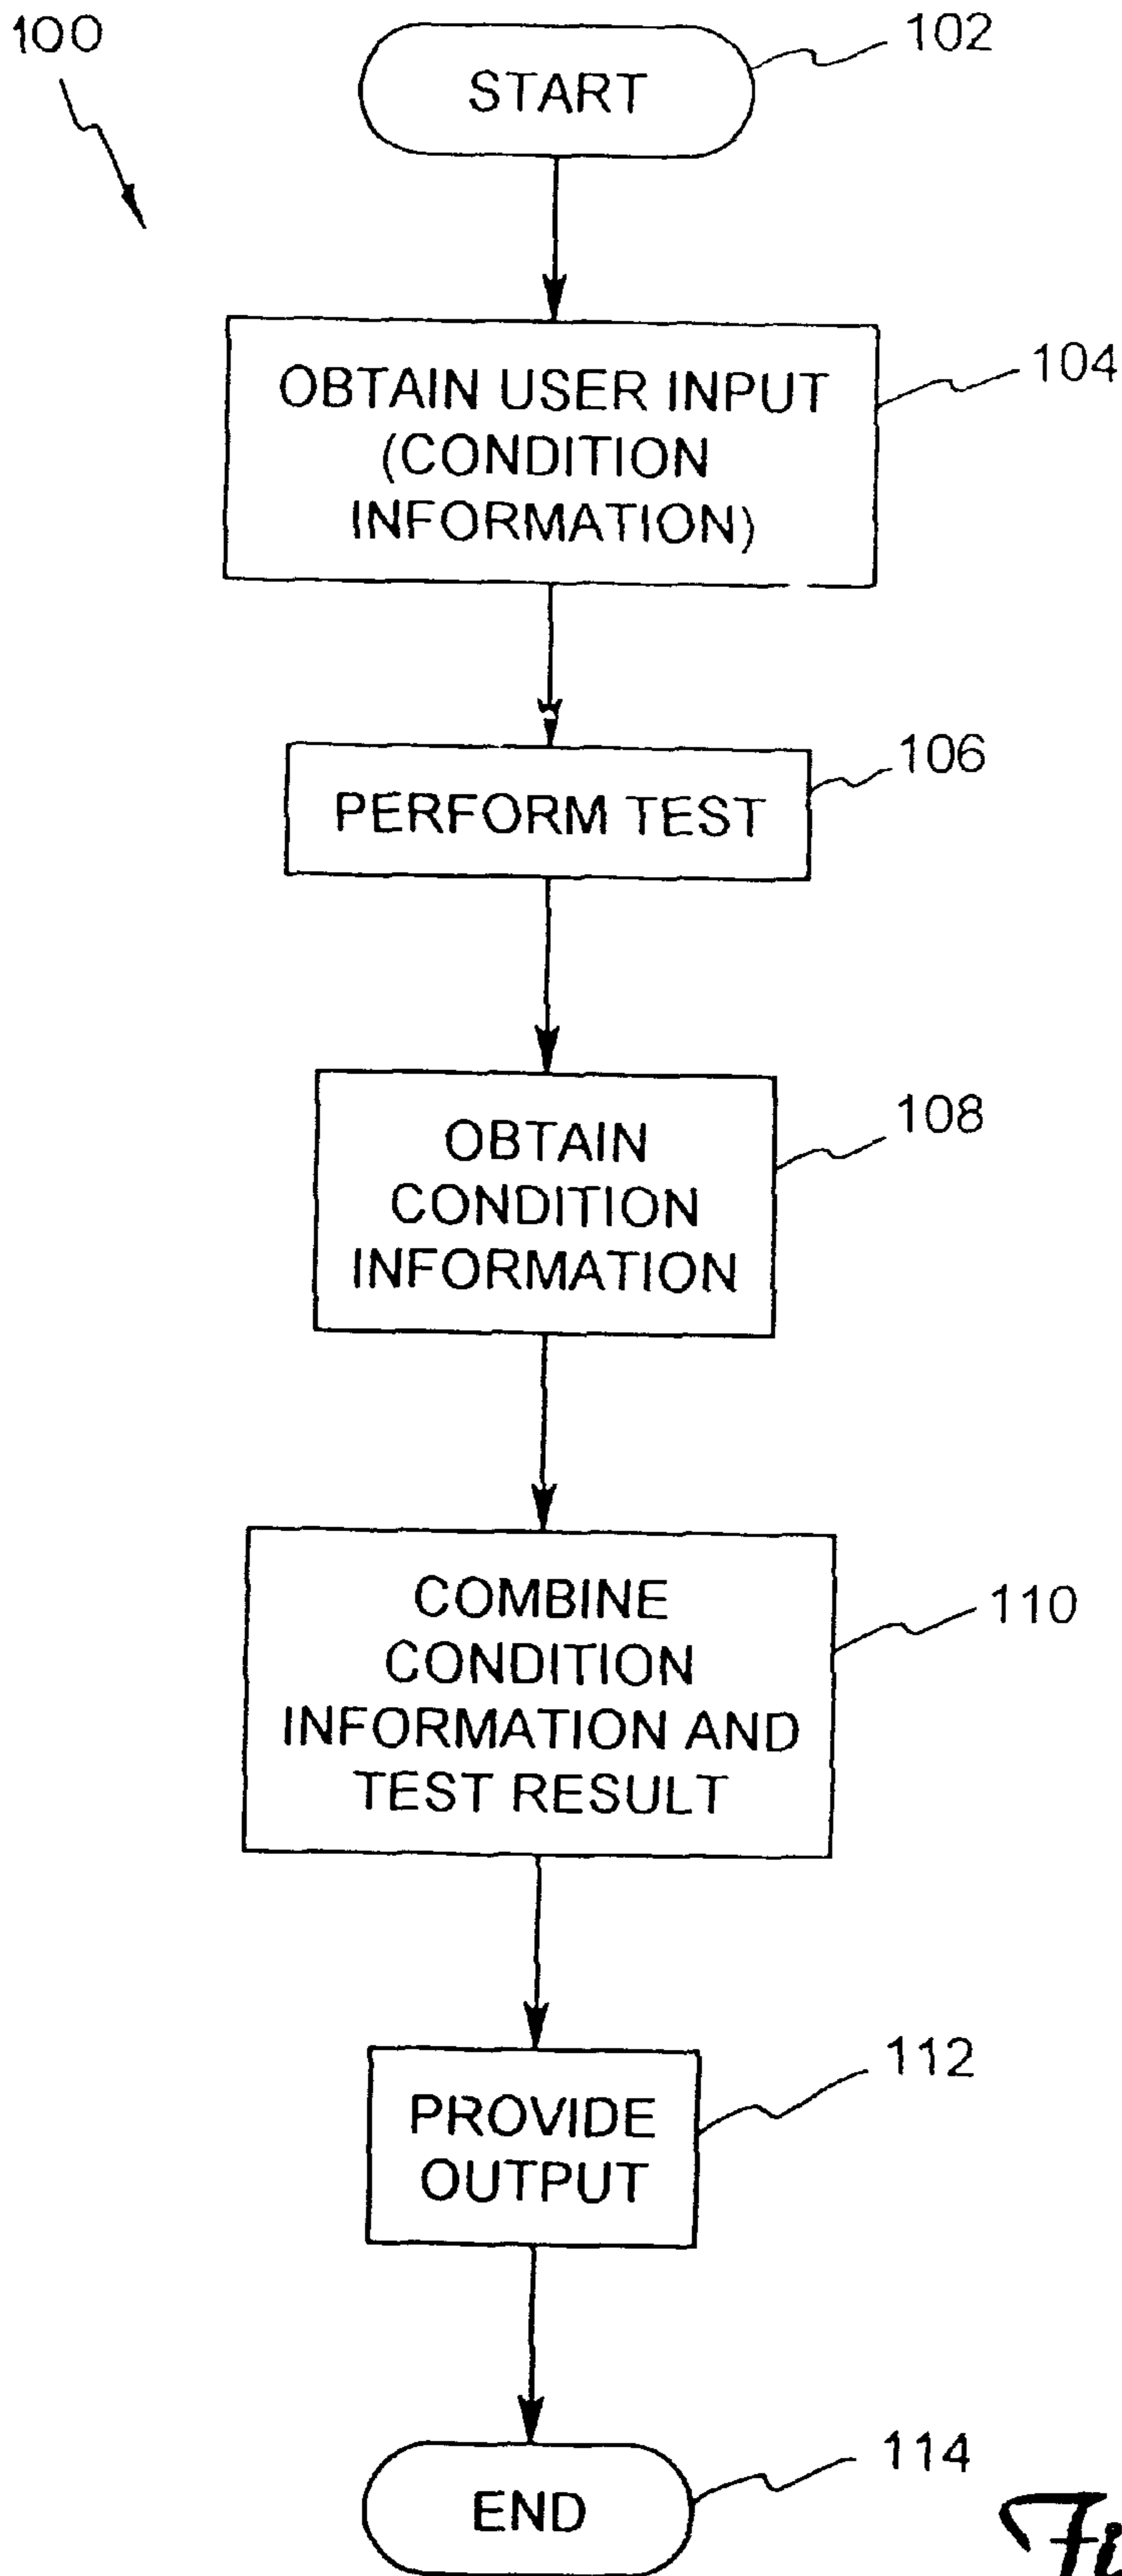 100
102
START
OBTAIN USER INPUT
(CONDITION
INFORMATION)
104
PERFORM TEST
106
OBTAIN
CONDITION
INFORMATION
108
COMBINE
CONDITION
INFORMATION AND
TEST RESULT
110
PROVIDE
OUTPUT
112
END
114